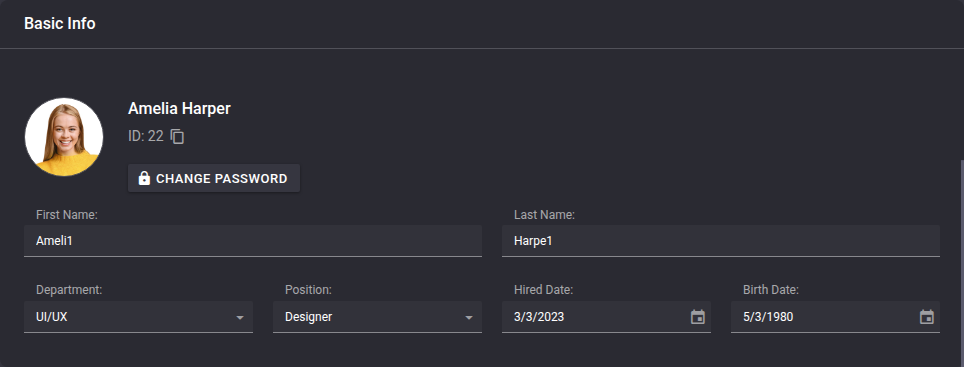 Basic Info
Amelia Harper
ID: 22
CHANGE PASSWORD
First Name: Last Name:
Ameli1 Harpe1
Department: Position: Hired Date: Birth Date:
UI/UX Designer 3/3/2023 5/3/1980